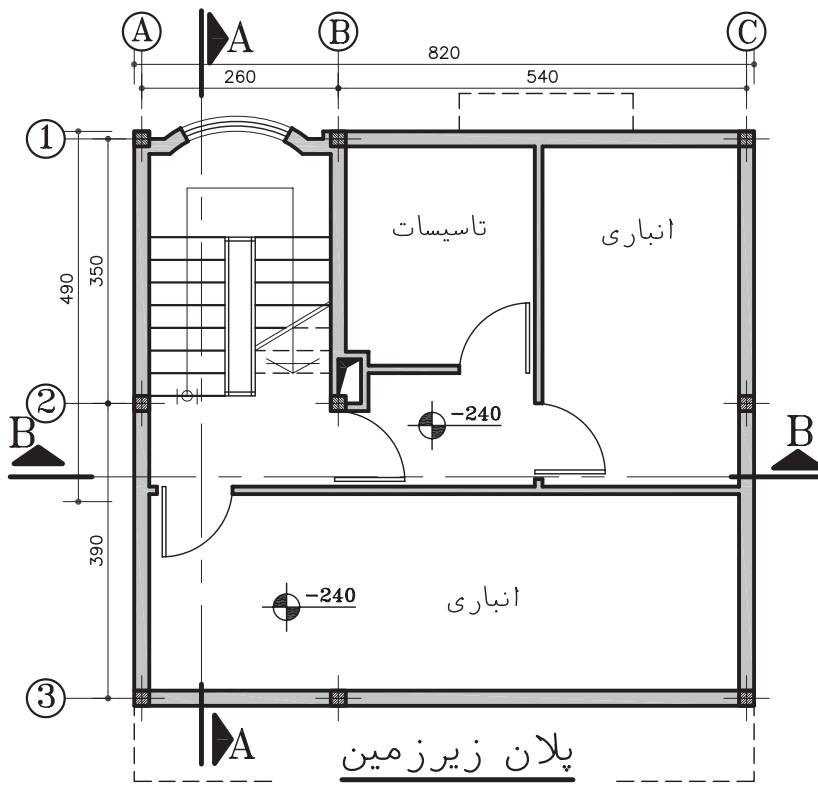 A B C
A
820
260 540
1
تاسیسات
انباری
350
490
2
-240
B B
390
-240
انباری
3
A
پلان زیرزمین